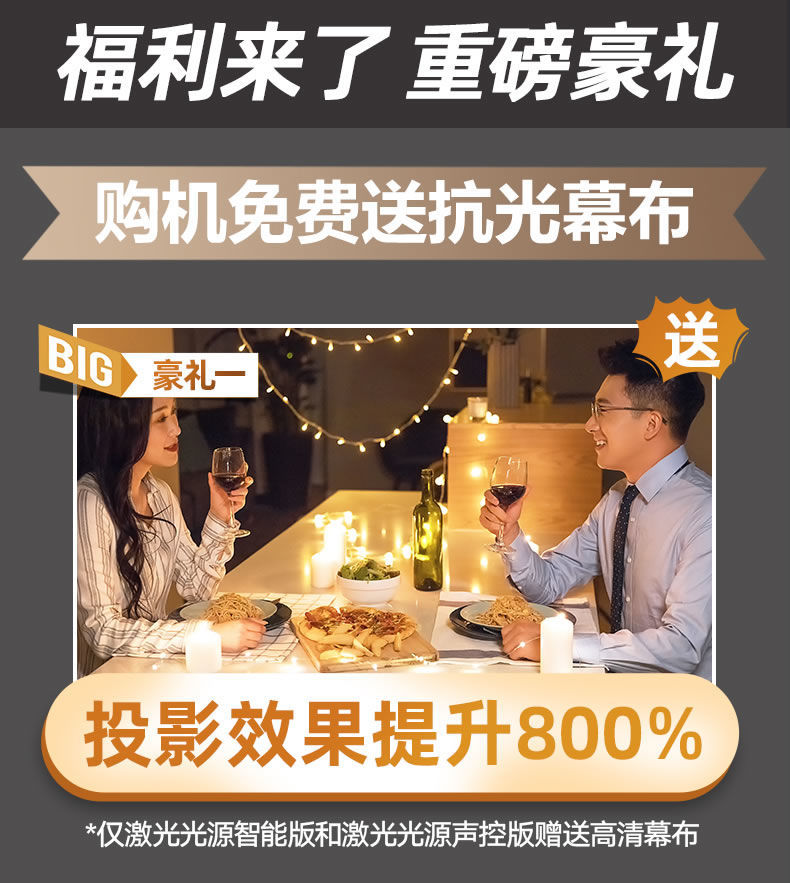 福利来了 重磅豪礼
购机免费送抗光幕布
送
BIG 豪礼一
投影效果提升800%
*仅激光光源智能版和激光光源声控版赠送高清幕布